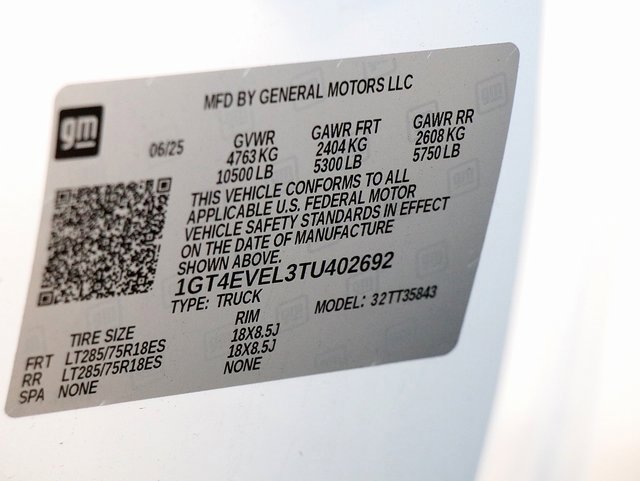 MFD BY GENERAL MOTORS LLC
gm
06/25 GVWR GAWR FRT GAWR RR
4763 KG 2404 KG 2608 KG
10500 LB 5300 LB 5750 LB
THIS VEHICLE CONFORMS TO ALL
APPLICABLE U.S. FEDERAL MOTOR
VEHICLE SAFETY STANDARDS IN EFFECT
ON THE DATE OF MANUFACTURE
SHOWN ABOVE.
1GT4EVEL3TU402692
TYPE: TRUCK MODEL: 32TT35843
TIRE SIZE RIM
FRT LT285/75R18ES 18X8.5J
RR LT285/75R18ES 18X8.5J
SPA NONE NONE